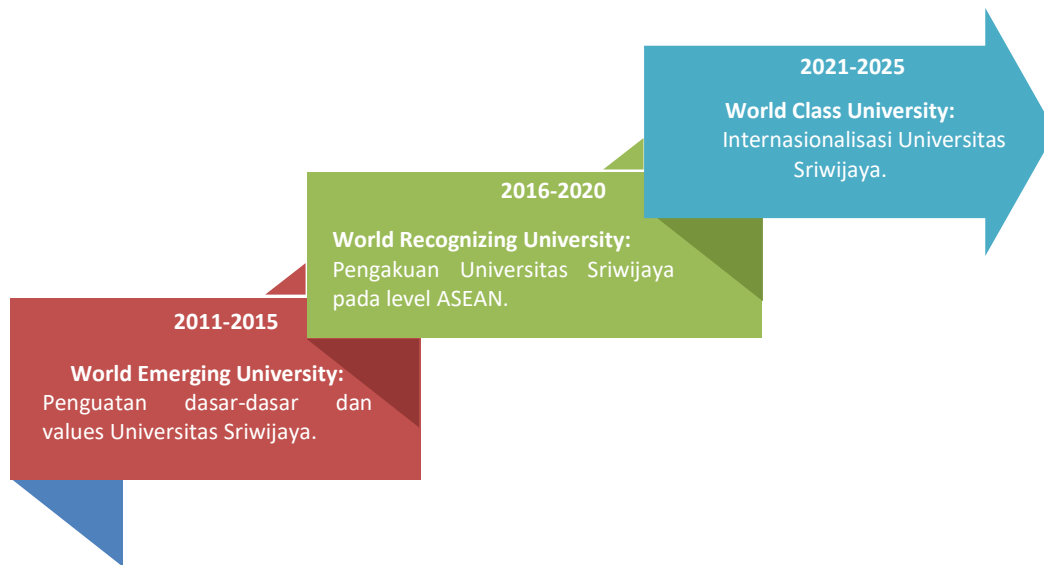 2021-2025
World Class University:
Internasionalisasi Universitas
Sriwijaya.
2016-2020
World Recognizing University:
Pengakuan Universitas Sriwijaya
pada level ASEAN.
2011-2015
World Emerging University:
Penguatan dasar-dasar dan
values Universitas Sriwijaya.